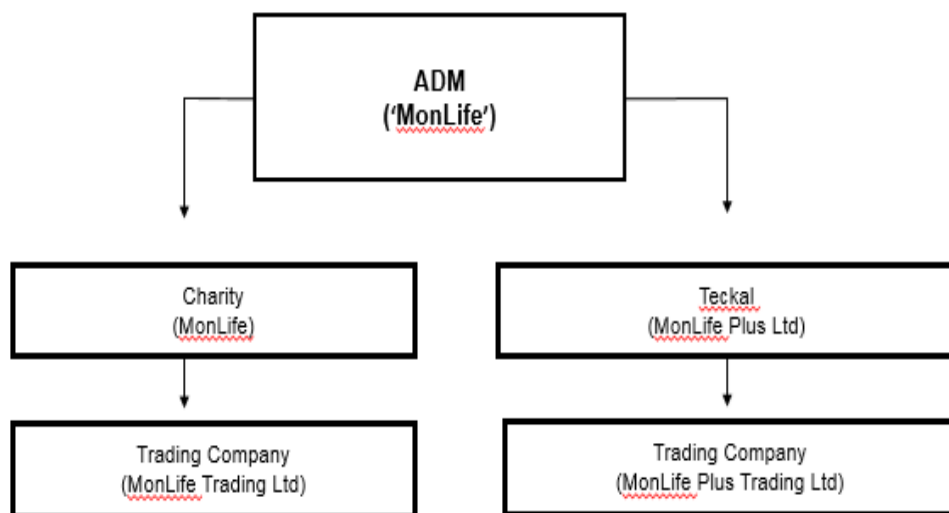 ADM
(‘MonLife’)
Charity
(MonLife)
Teckal
(MonLife Plus Ltd)
Trading Company
(MonLife Trading Ltd)
Trading Company
(MonLife Plus Trading Ltd)